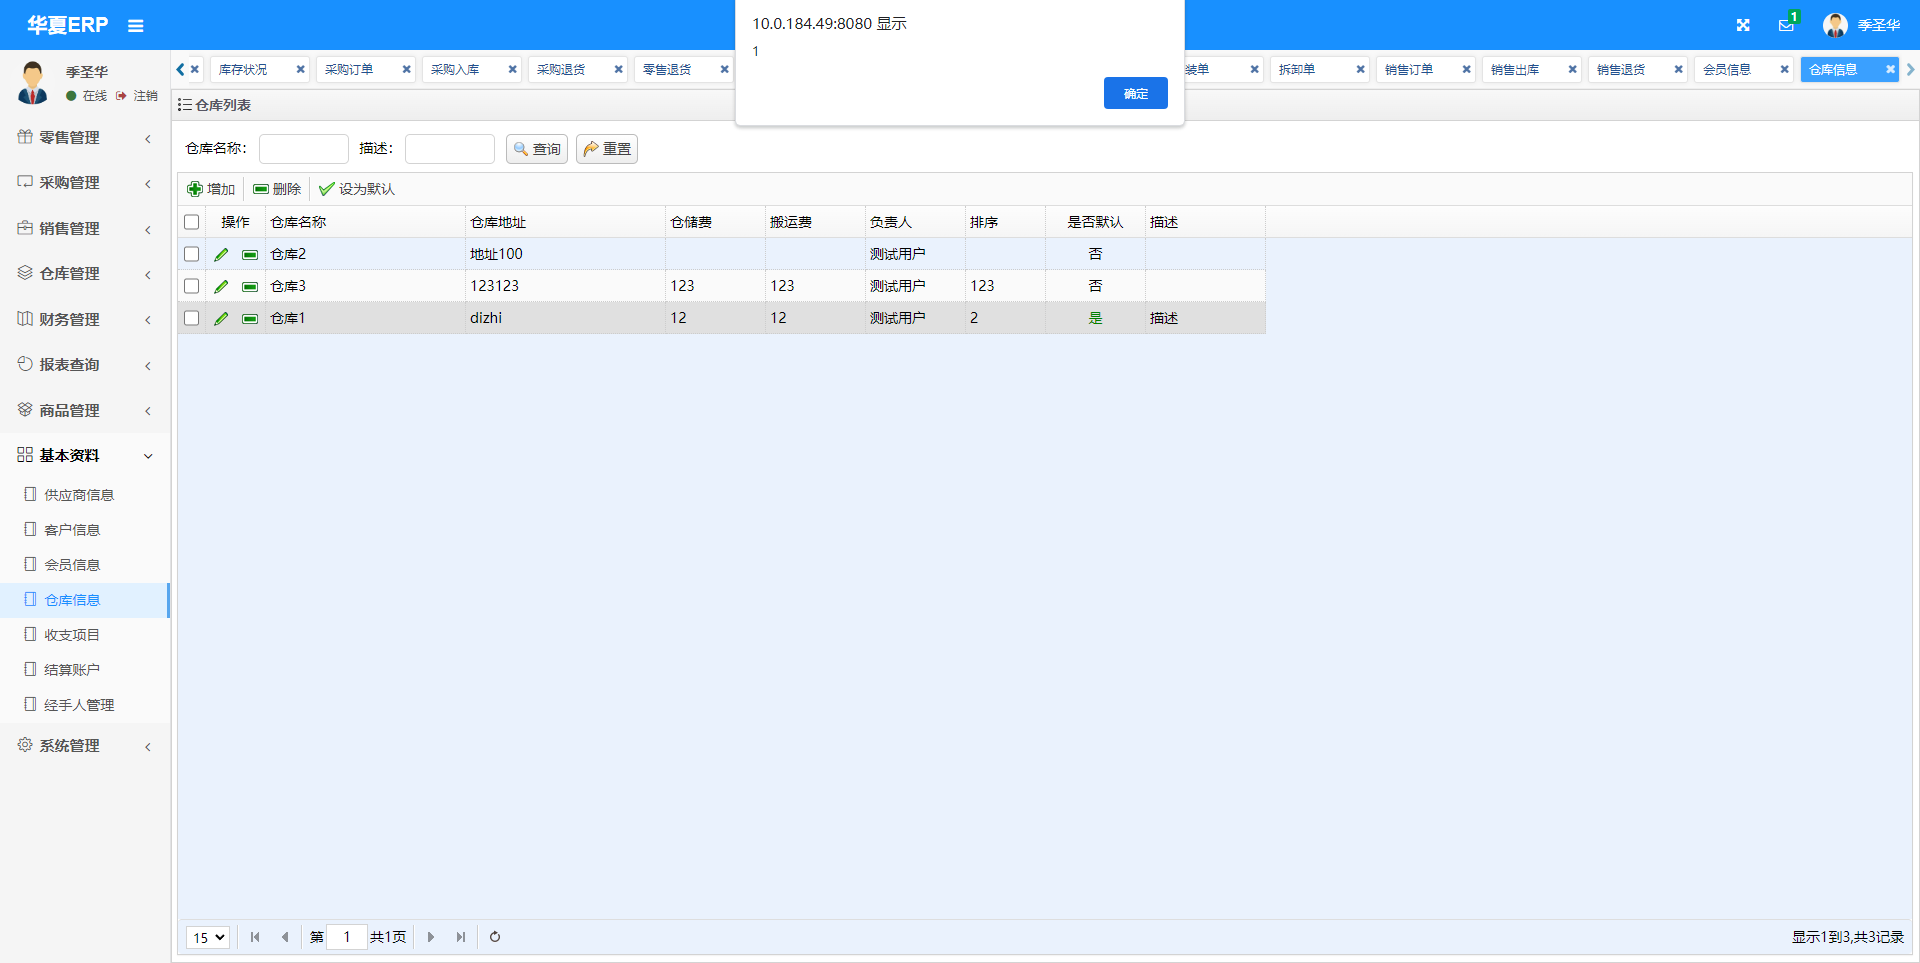 华夏ERP
10.0.184.49:8080 显示
1
确定
1
季圣华
季圣华
在线 注销
库存状况 采购订单 采购入库 采购退货 零售退货 装单 拆卸单 销售订单 销售出库 销售退货 会员信息 仓库信息
仓库列表
仓库名称： 描述： 查询 重置
增加 删除 设为默认
操作 仓库名称 仓库地址 仓储费 搬运费 负责人 排序 是否默认 描述
仓库2 地址100 测试用户 否
仓库3 123123 123 123 测试用户 123 否
仓库1 dizhi 12 12 测试用户 2 是 描述
零售管理
采购管理
销售管理
仓库管理
财务管理
报表查询
商品管理
基本资料
供应商信息
客户信息
会员信息
仓库信息
收支项目
结算账户
经手人管理
系统管理
15 第 1 共1页
显示1到3,共3记录